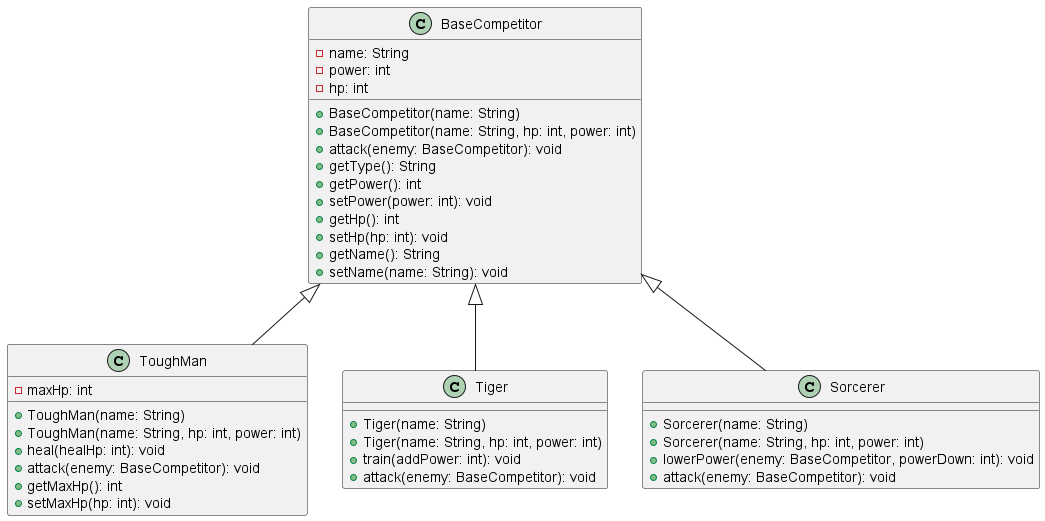 C BaseCompetitor
name: String
power: int
hp: int
BaseCompetitor(name: String)
BaseCompetitor(name: String, hp: int, power: int)
attack(enemy: BaseCompetitor): void
getType(): String
getPower(): int
setPower(power: int): void
getHp(): int
setHp(hp: int): void
getName(): String
setName(name: String): void
C ToughMan
maxHp: int
ToughMan(name: String)
ToughMan(name: String, hp: int, power: int)
heal(healHp: int): void
attack(enemy: BaseCompetitor): void
getMaxHp(): int
setMaxHp(hp: int): void
C Tiger
Tiger(name: String)
Tiger(name: String, hp: int, power: int)
train(addPower: int): void
attack(enemy: BaseCompetitor): void
C Sorcerer
Sorcerer(name: String)
Sorcerer(name: String, hp: int, power: int)
lowerPower(enemy: BaseCompetitor, powerDown: int): void
attack(enemy: BaseCompetitor): void